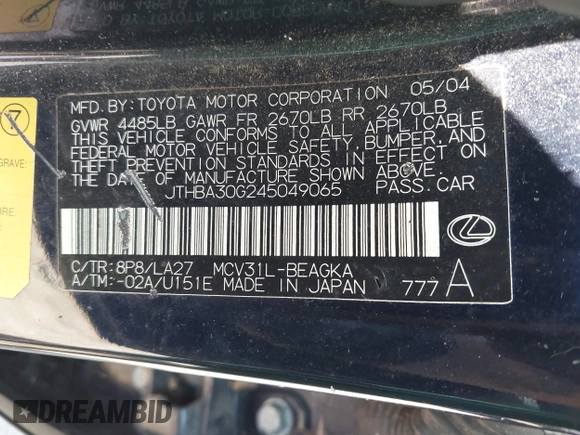 MFD. BY: TOYOTA MOTOR CORPORATION 05/04
GVWR 4485LB GAWR FR 2670LB RR 2670LB
THIS VEHICLE CONFORMS TO ALL APPLICABLE
FEDERAL MOTOR VEHICLE SAFETY, BUMPER, AND
THEFT PREVENTION STANDARDS IN EFFECT ON
THE DATE OF MANUFACTURE SHOWN ABOVE.
JTHBA30G245049065 PASS. CAR
C/TR: 8P8/LA27 MCV31L-BEAGKA
A/TM: -02A/U151E MADE IN JAPAN 777 A
7
GRAVE:
DREAMBID